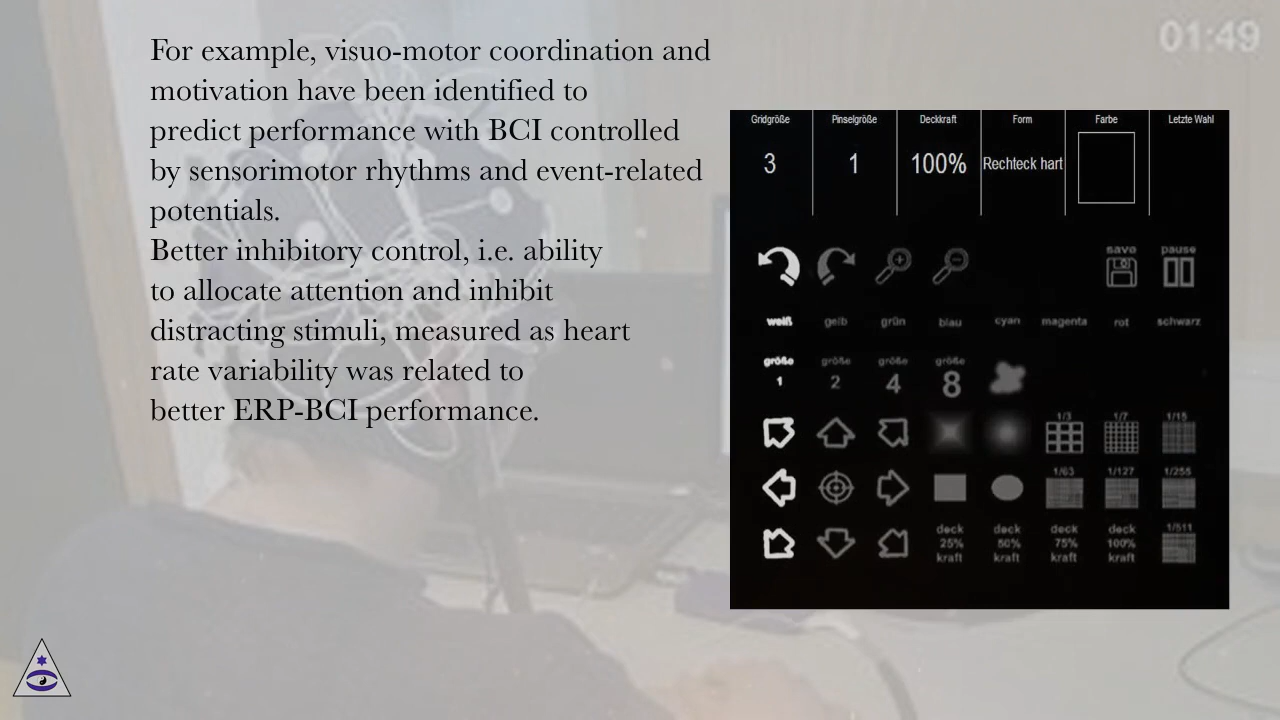 01:49
For example, visuo-motor coordination and
motivation have been identified to
predict performance with BCI controlled
by sensorimotor rhythms and event-related
potentials.
Better inhibitory control, i.e. ability
to allocate attention and inhibit
distracting stimuli, measured as heart
rate variability was related to
better ERP-BCI performance.
Gridgröße Pinselgröße Deckkraft Form Farbe Letzte Wahl
3 1 100% Rechteck hart
save pause
weiß gelb grün blau cyan magenta rot schwarz
größe größe größe größe
1 2 4 8
1/3 1/7 1/15
1/63 1/127 1/255
deck deck deck deck 1/511
25% 50% 75% 100%
kraft kraft kraft kraft